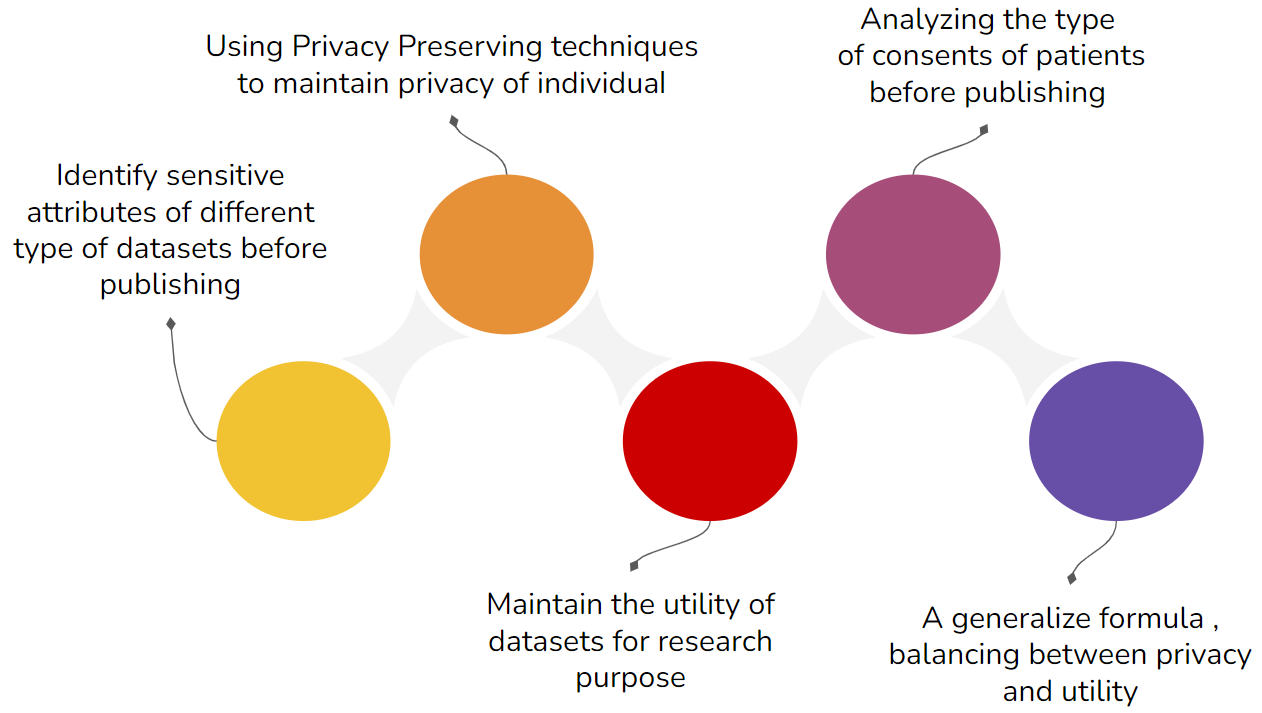 Identify sensitive
attributes of different
type of datasets before
publishing
Using Privacy Preserving techniques
to maintain privacy of individual
Maintain the utility of
datasets for research
purpose
Analyzing the type
of consents of patients
before publishing
A generalize formula ,
balancing between privacy
and utility